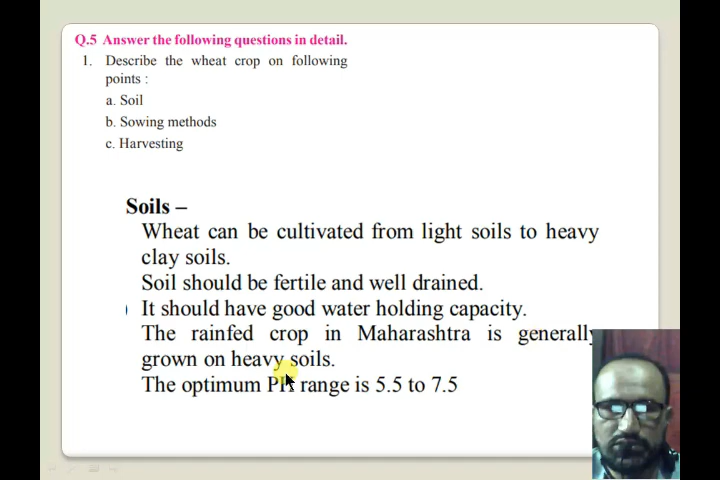 Q.5 Answer the following questions in detail.
1. Describe the wheat crop on following
points :
a. Soil
b. Sowing methods
c. Harvesting
Soils –
Wheat can be cultivated from light soils to heavy
clay soils.
Soil should be fertile and well drained.
) It should have good water holding capacity.
The rainfed crop in Maharashtra is generally
grown on heavy soils.
The optimum PH range is 5.5 to 7.5